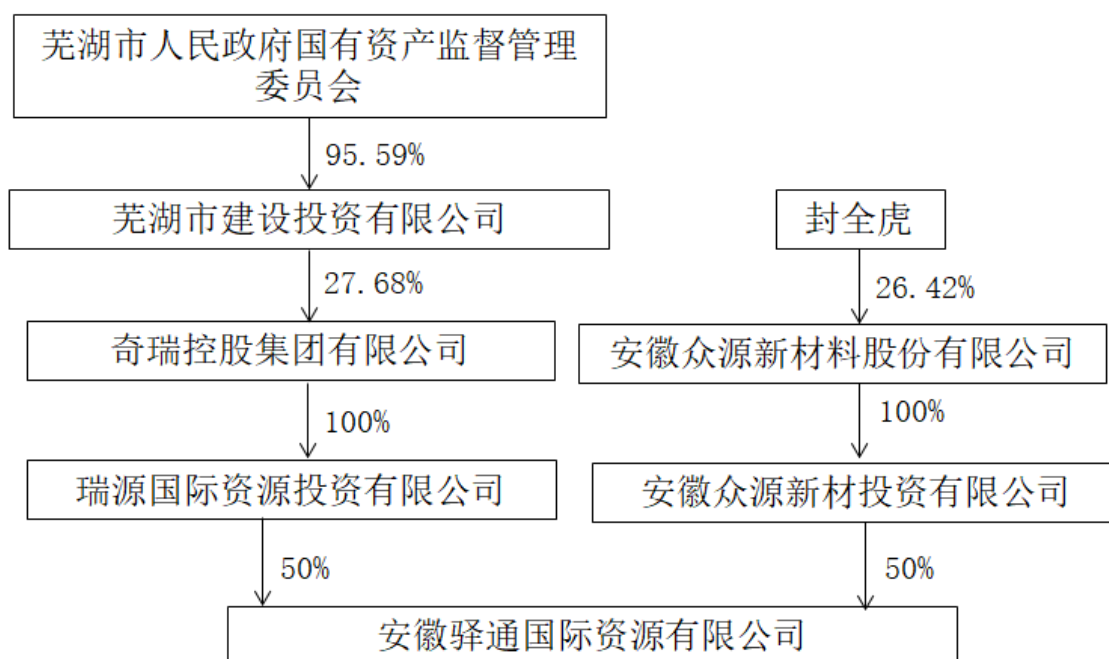 芜湖市人民政府国有资产监督管理
委员会
95.59%
芜湖市建设投资有限公司
封全虎
27.68%
26.42%
奇瑞控股集团有限公司
安徽众源新材料股份有限公司
100%
100%
瑞源国际资源投资有限公司
安徽众源新材投资有限公司
50%
50%
安徽驿通国际资源有限公司